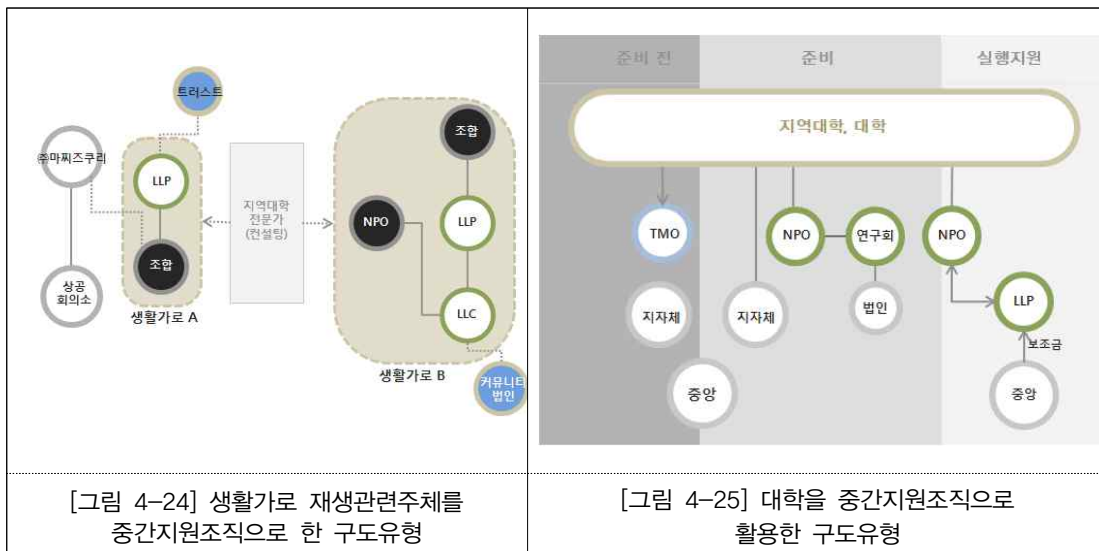 트러스트
㈜마찌즈쿠리
LLP
조합
상공
회의소
생활가로 A
지역대학
전문가
(컨설팅)
조합
NPO
LLP
LLC
생활가로 B
커뮤니티
법인
[그림 4-24] 생활가로 재생관련주체를
중간지원조직으로 한 구도유형
준비 전
준비
실행지원
지역대학, 대학
TMO
NPO
연구회
NPO
지자체
지자체
법인
LLP
보조금
중앙
중앙
[그림 4-25] 대학을 중간지원조직으로
활용한 구도유형